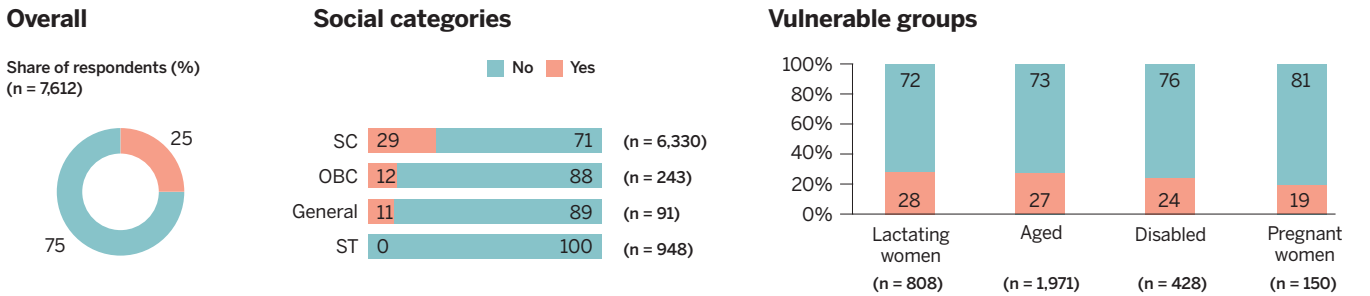 Overall
Share of respondents (%)
(n = 7,612)
25
75
Social categories
No Yes
SC 29 71 (n = 6,330)
OBC 12 88 (n = 243)
General 11 89 (n = 91)
ST 0 100 (n = 948)
Vulnerable groups
100%
80%
60%
40%
20%
0%
72 73 76 81
28 27 24 19
Lactating women
Aged
Disabled
Pregnant women
(n = 808) (n = 1,971) (n = 428) (n = 150)